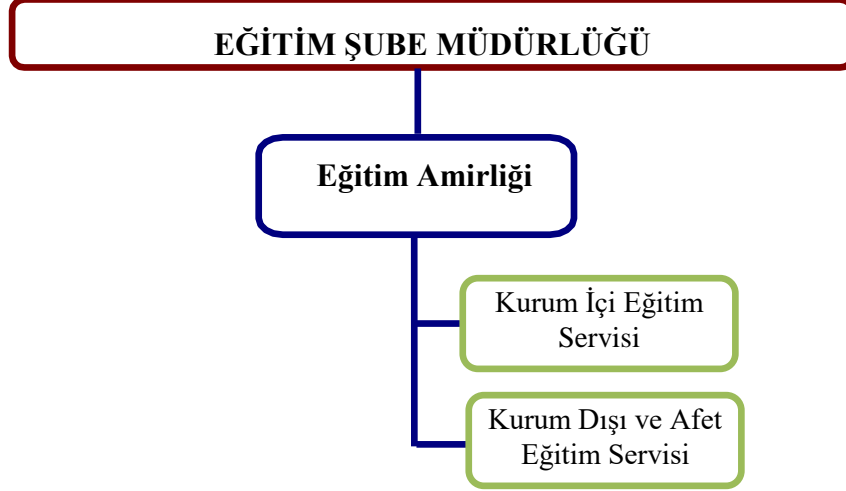 EĞİTİM ŞUBE MÜDÜRLÜĞÜ
Eğitim Amirliği
Kurum İçi Eğitim
Servisi
Kurum Dışı ve Afet
Eğitim Servisi